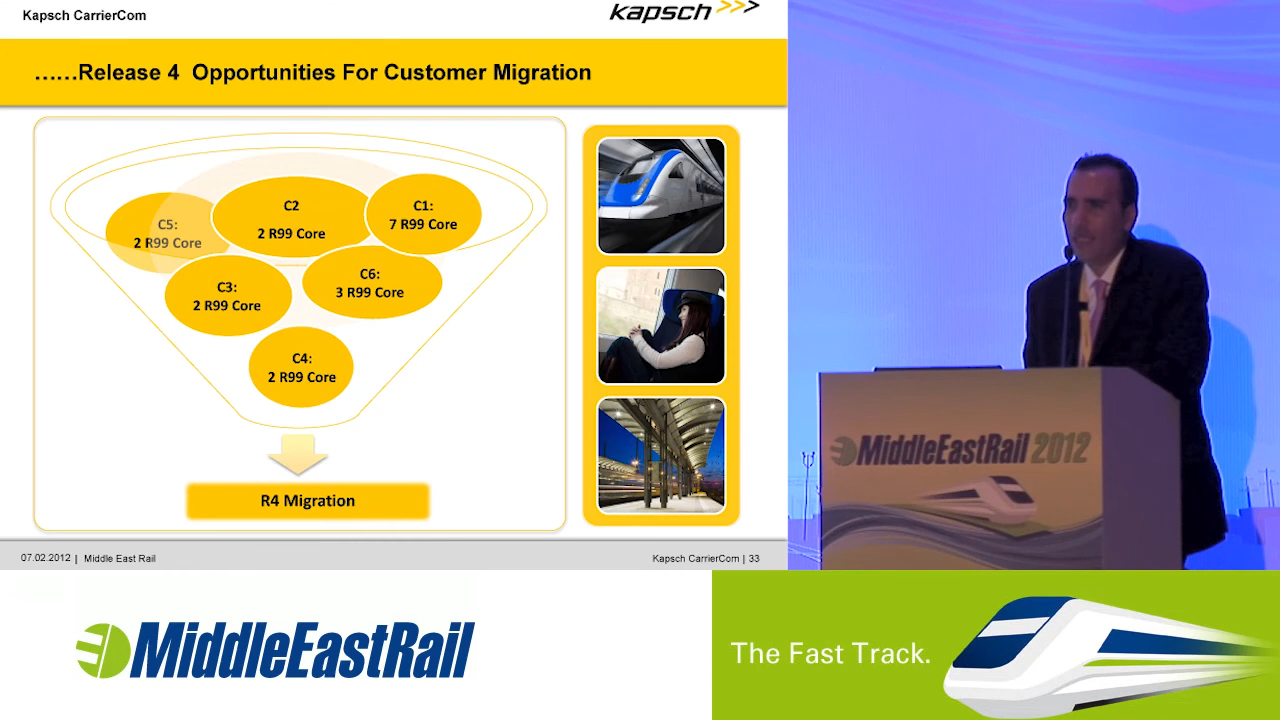 Kapsch CarrierCom
kapsch >>>
......Release 4 Opportunities For Customer Migration
C5:
2 R99 Core
C2
2 R99 Core
C1:
7 R99 Core
C3:
2 R99 Core
C6:
3 R99 Core
C4:
2 R99 Core
R4 Migration
07.02.2012 | Middle East Rail
Kapsch CarrierCom | 33
MiddleEastRail 2012
MiddleEastRail
The Fast Track.